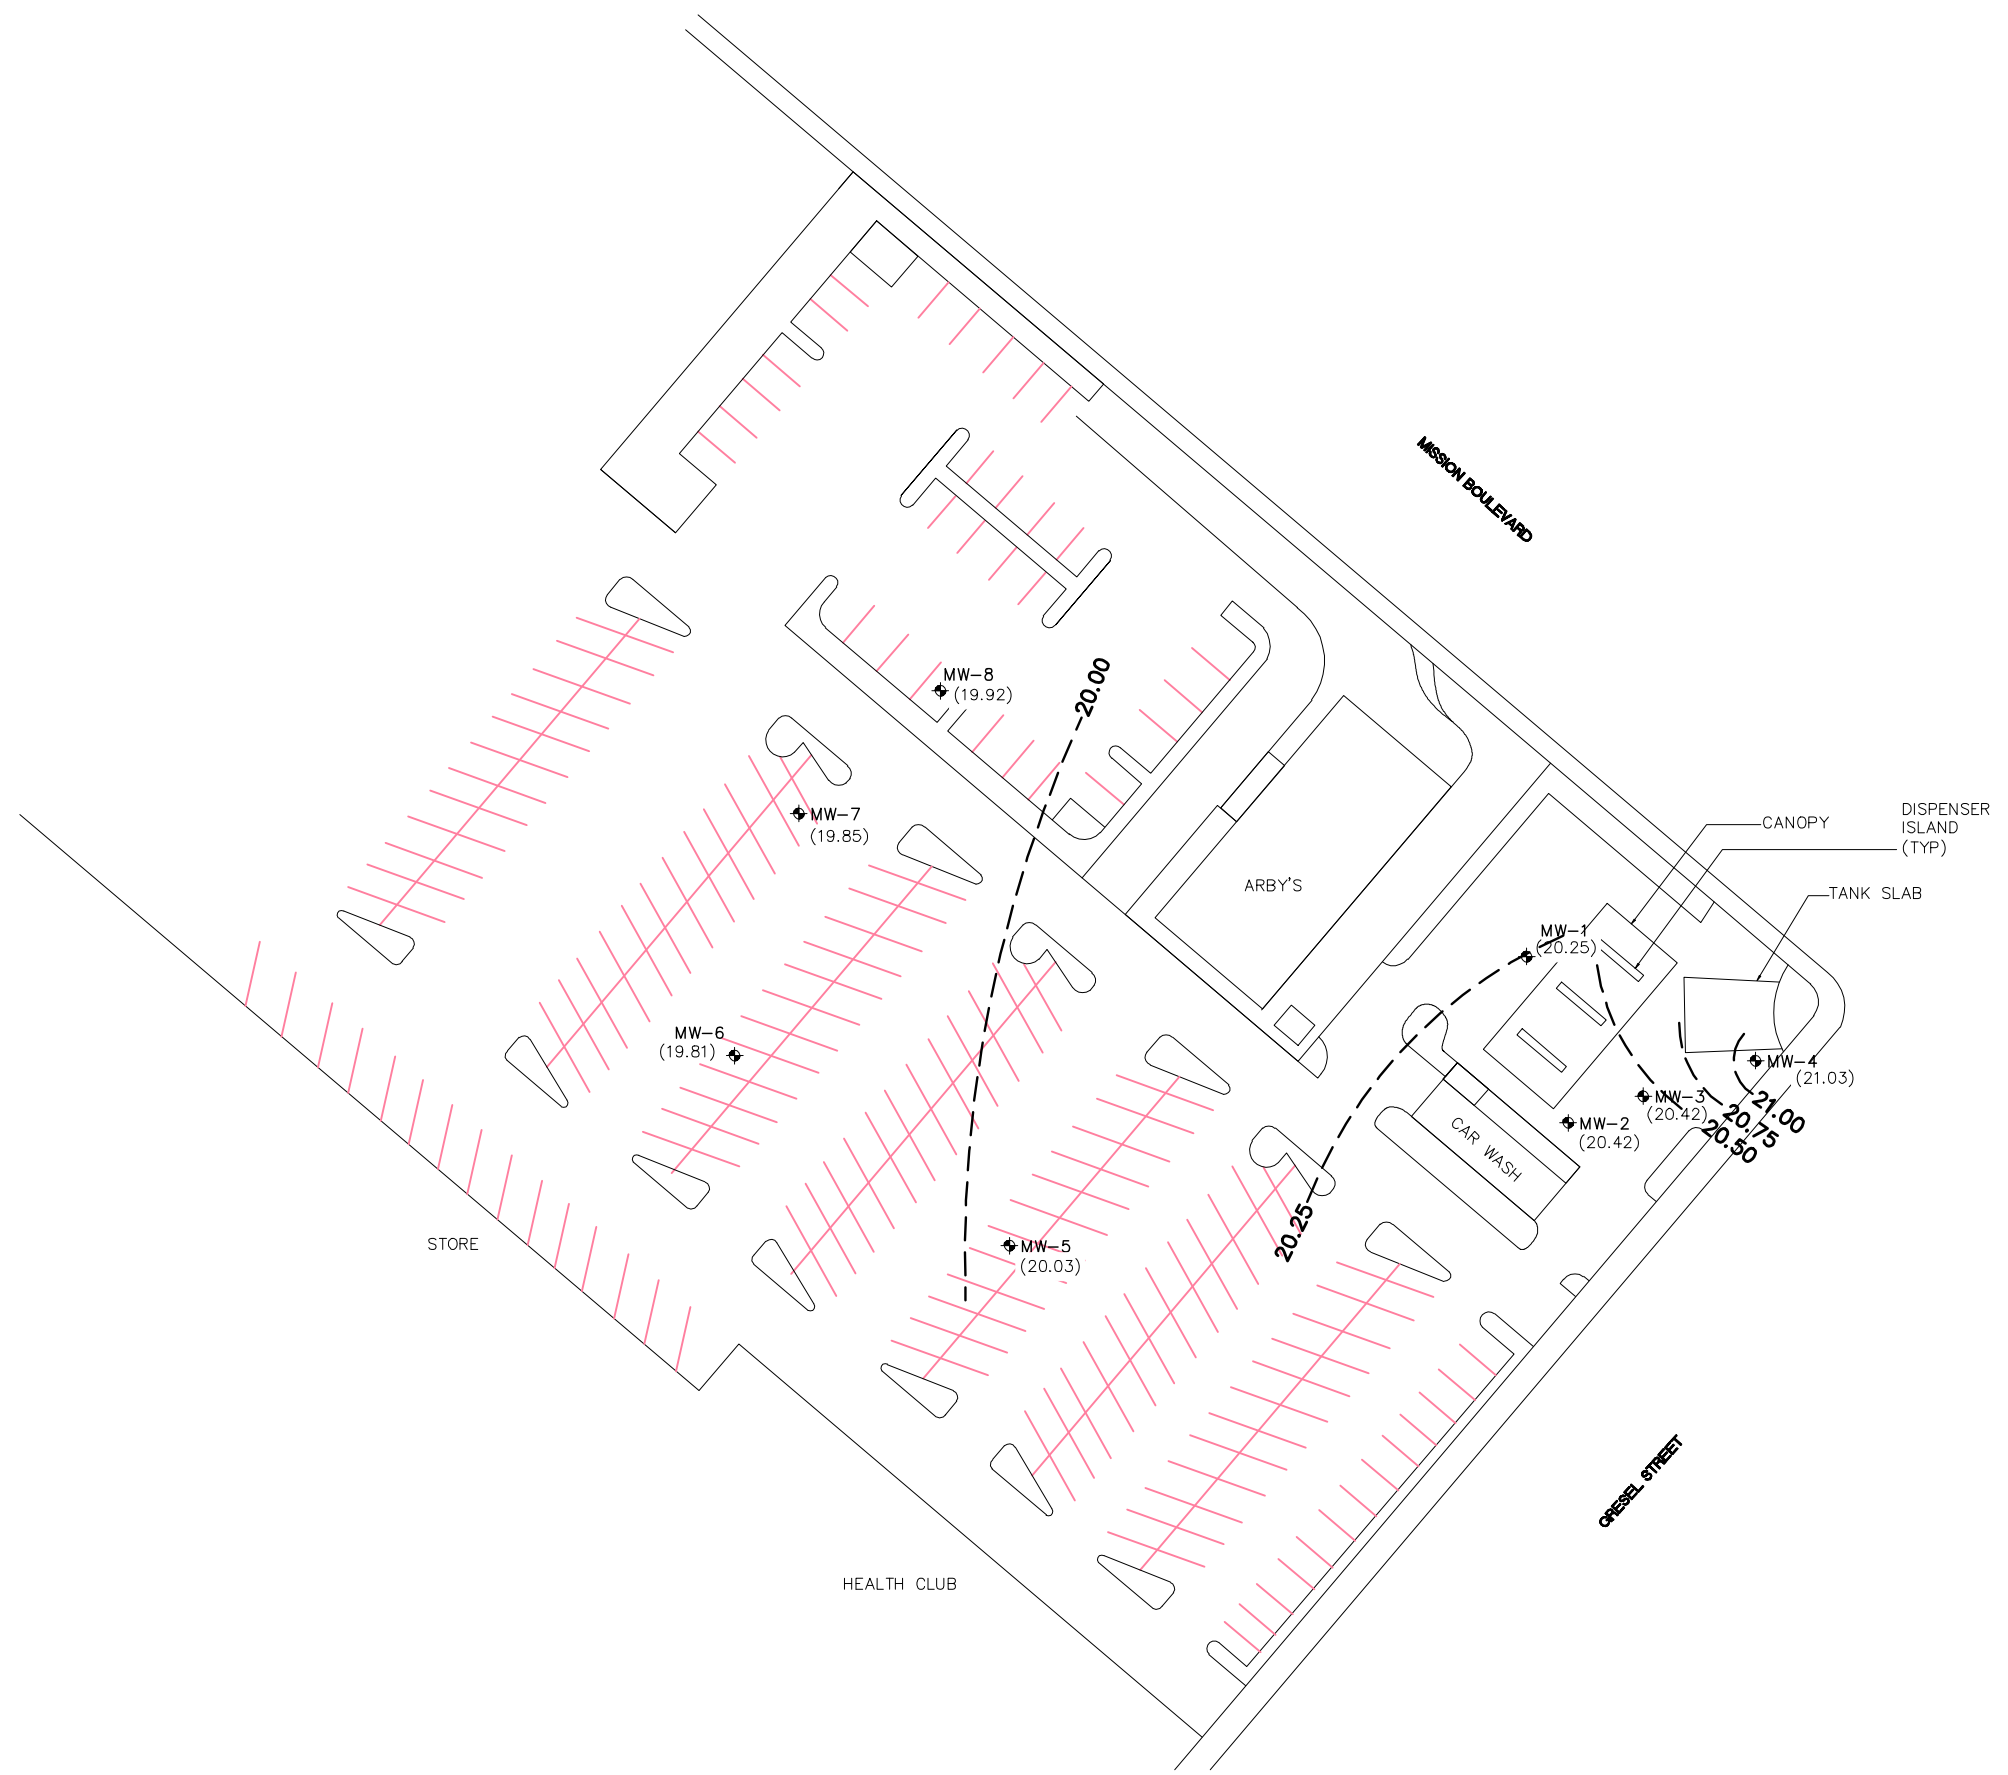 MISSION BOULEVARD
MW-8
(19.92)
20.00
MW-7
(19.85)
CANOPY
DISPENSER
ISLAND
(TYP)
TANK SLAB
ARBY'S
MW-1
(20.25)
MW-6
(19.81)
MW-4
(21.03)
MW-3
(20.42)
MW-2
(20.42)
21.00
20.75
20.50
CAR WASH
20.25
MW-5
(20.03)
STORE
GRESEL STREET
HEALTH CLUB